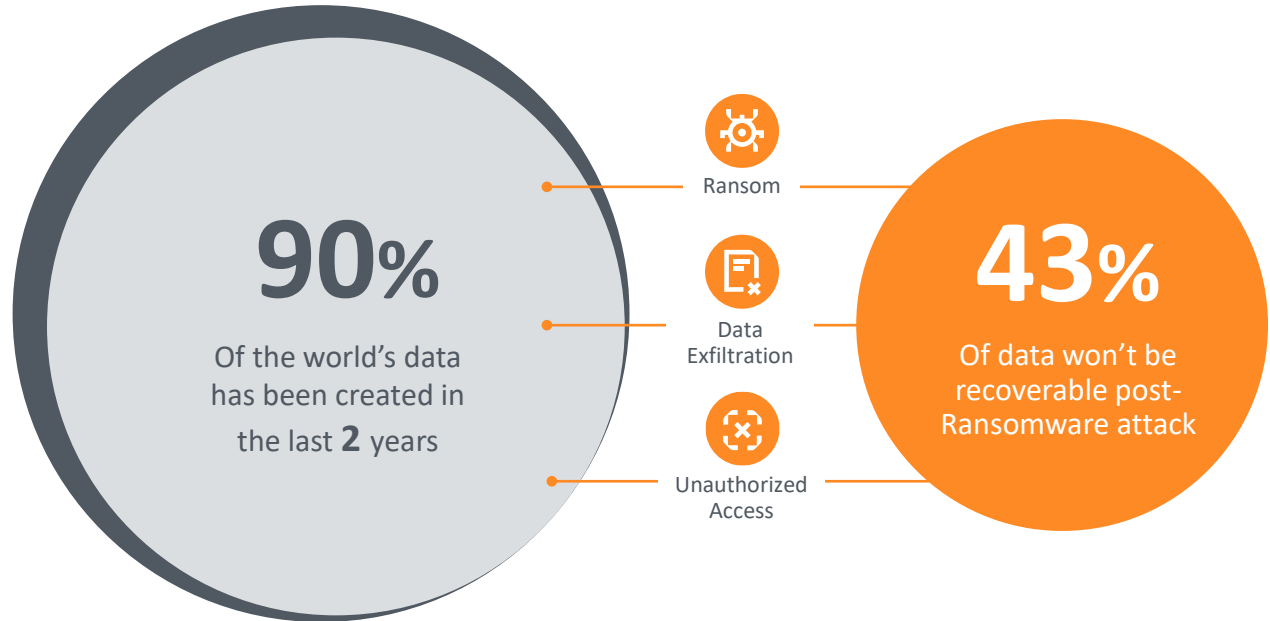 90%
Of the world’s data
has been created in
the last 2 years
Ransom
Data
Exfiltration
Unauthorized
Access
43%
Of data won’t be
recoverable post-
Ransomware attack